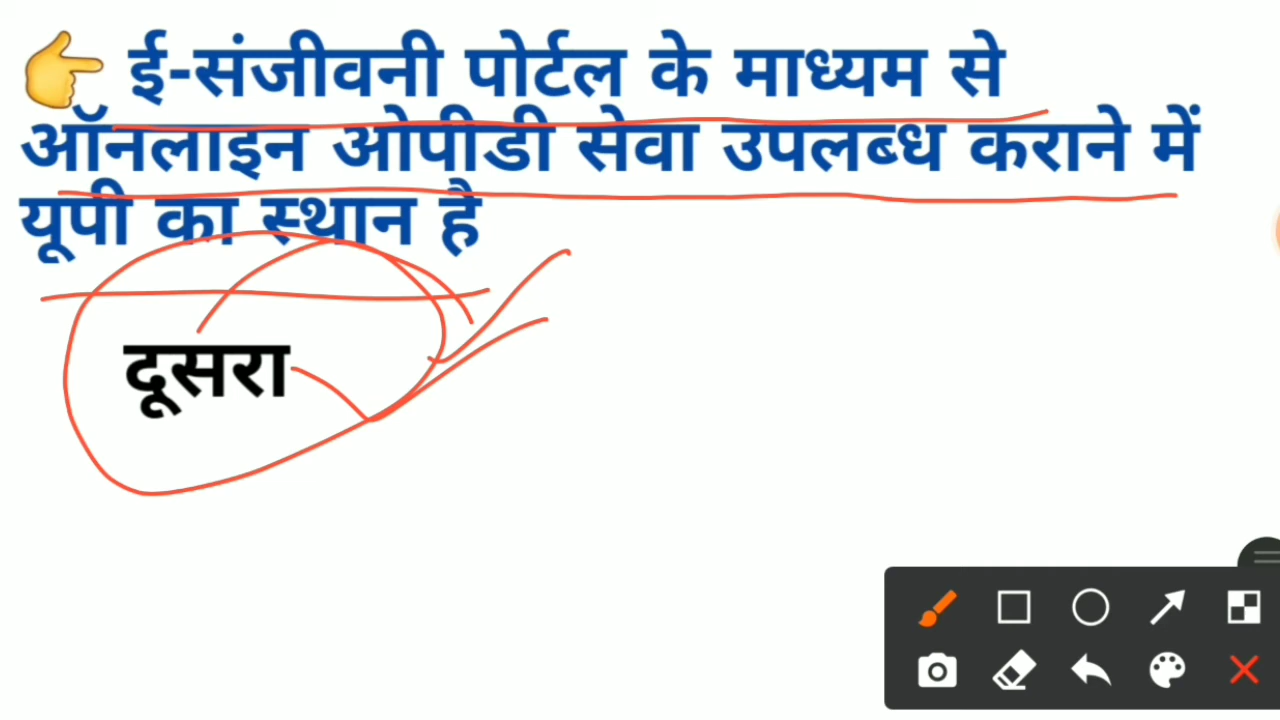 ई-संजीवनी पोर्टल के माध्यम से
ऑनलाइन ओपीडी सेवा उपलब्ध कराने में
यूपी का स्थान है
दूसरा